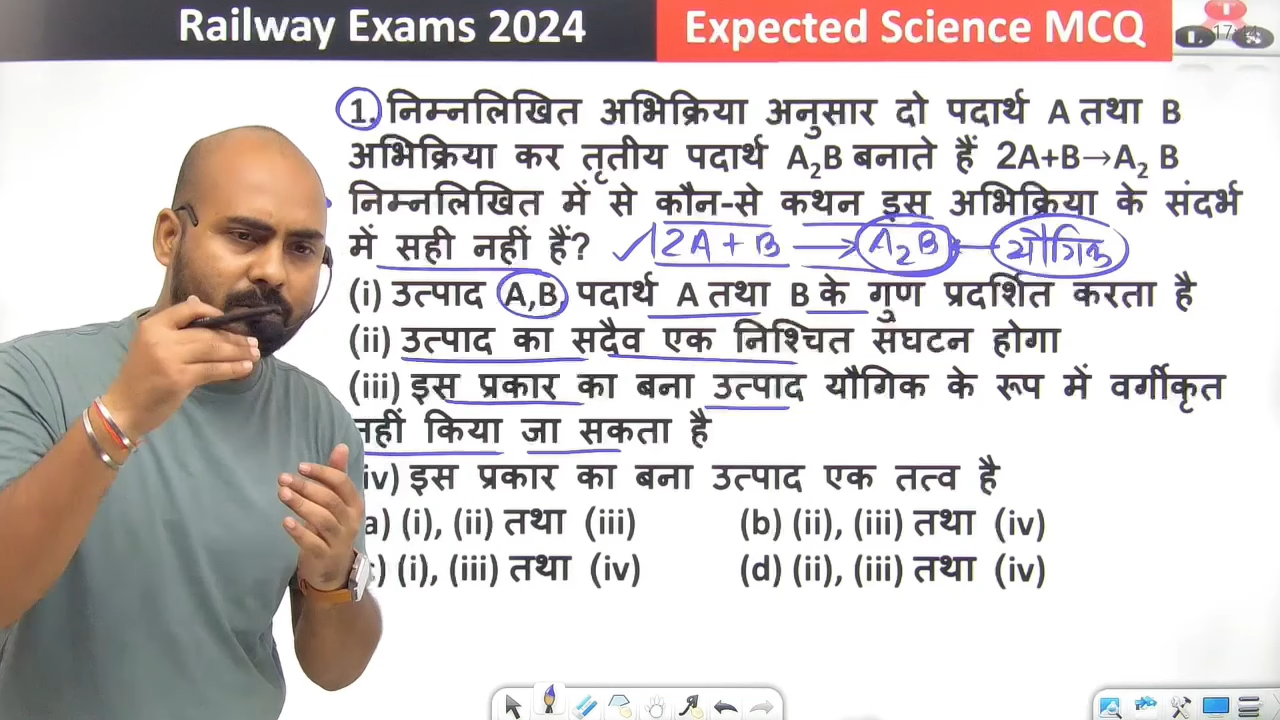 Railway Exams 2024 Expected Science MCQ
1. निम्नलिखित अभिक्रिया अनुसार दो पदार्थ A तथा B
अभिक्रिया कर तृतीय पदार्थ A₂B बनाते हैं 2A+B→A₂ B
निम्नलिखित में से कौन-से कथन इस अभिक्रिया के संदर्भ
में सही नहीं हैं? 2A + B → A₂B यौगिक
(i) उत्पाद A,B, पदार्थ A तथा B के गुण प्रदर्शित करता है
(ii) उत्पाद का सदैव एक निश्चित संघटन होगा
(iii) इस प्रकार का बना उत्पाद यौगिक के रूप में वर्गीकृत
नहीं किया जा सकता है
iv) इस प्रकार का बना उत्पाद एक तत्व है
a) (i), (ii) तथा (iii) (b) (ii), (iii) तथा (iv)
) (i), (iii) तथा (iv) (d) (ii), (iii) तथा (iv)